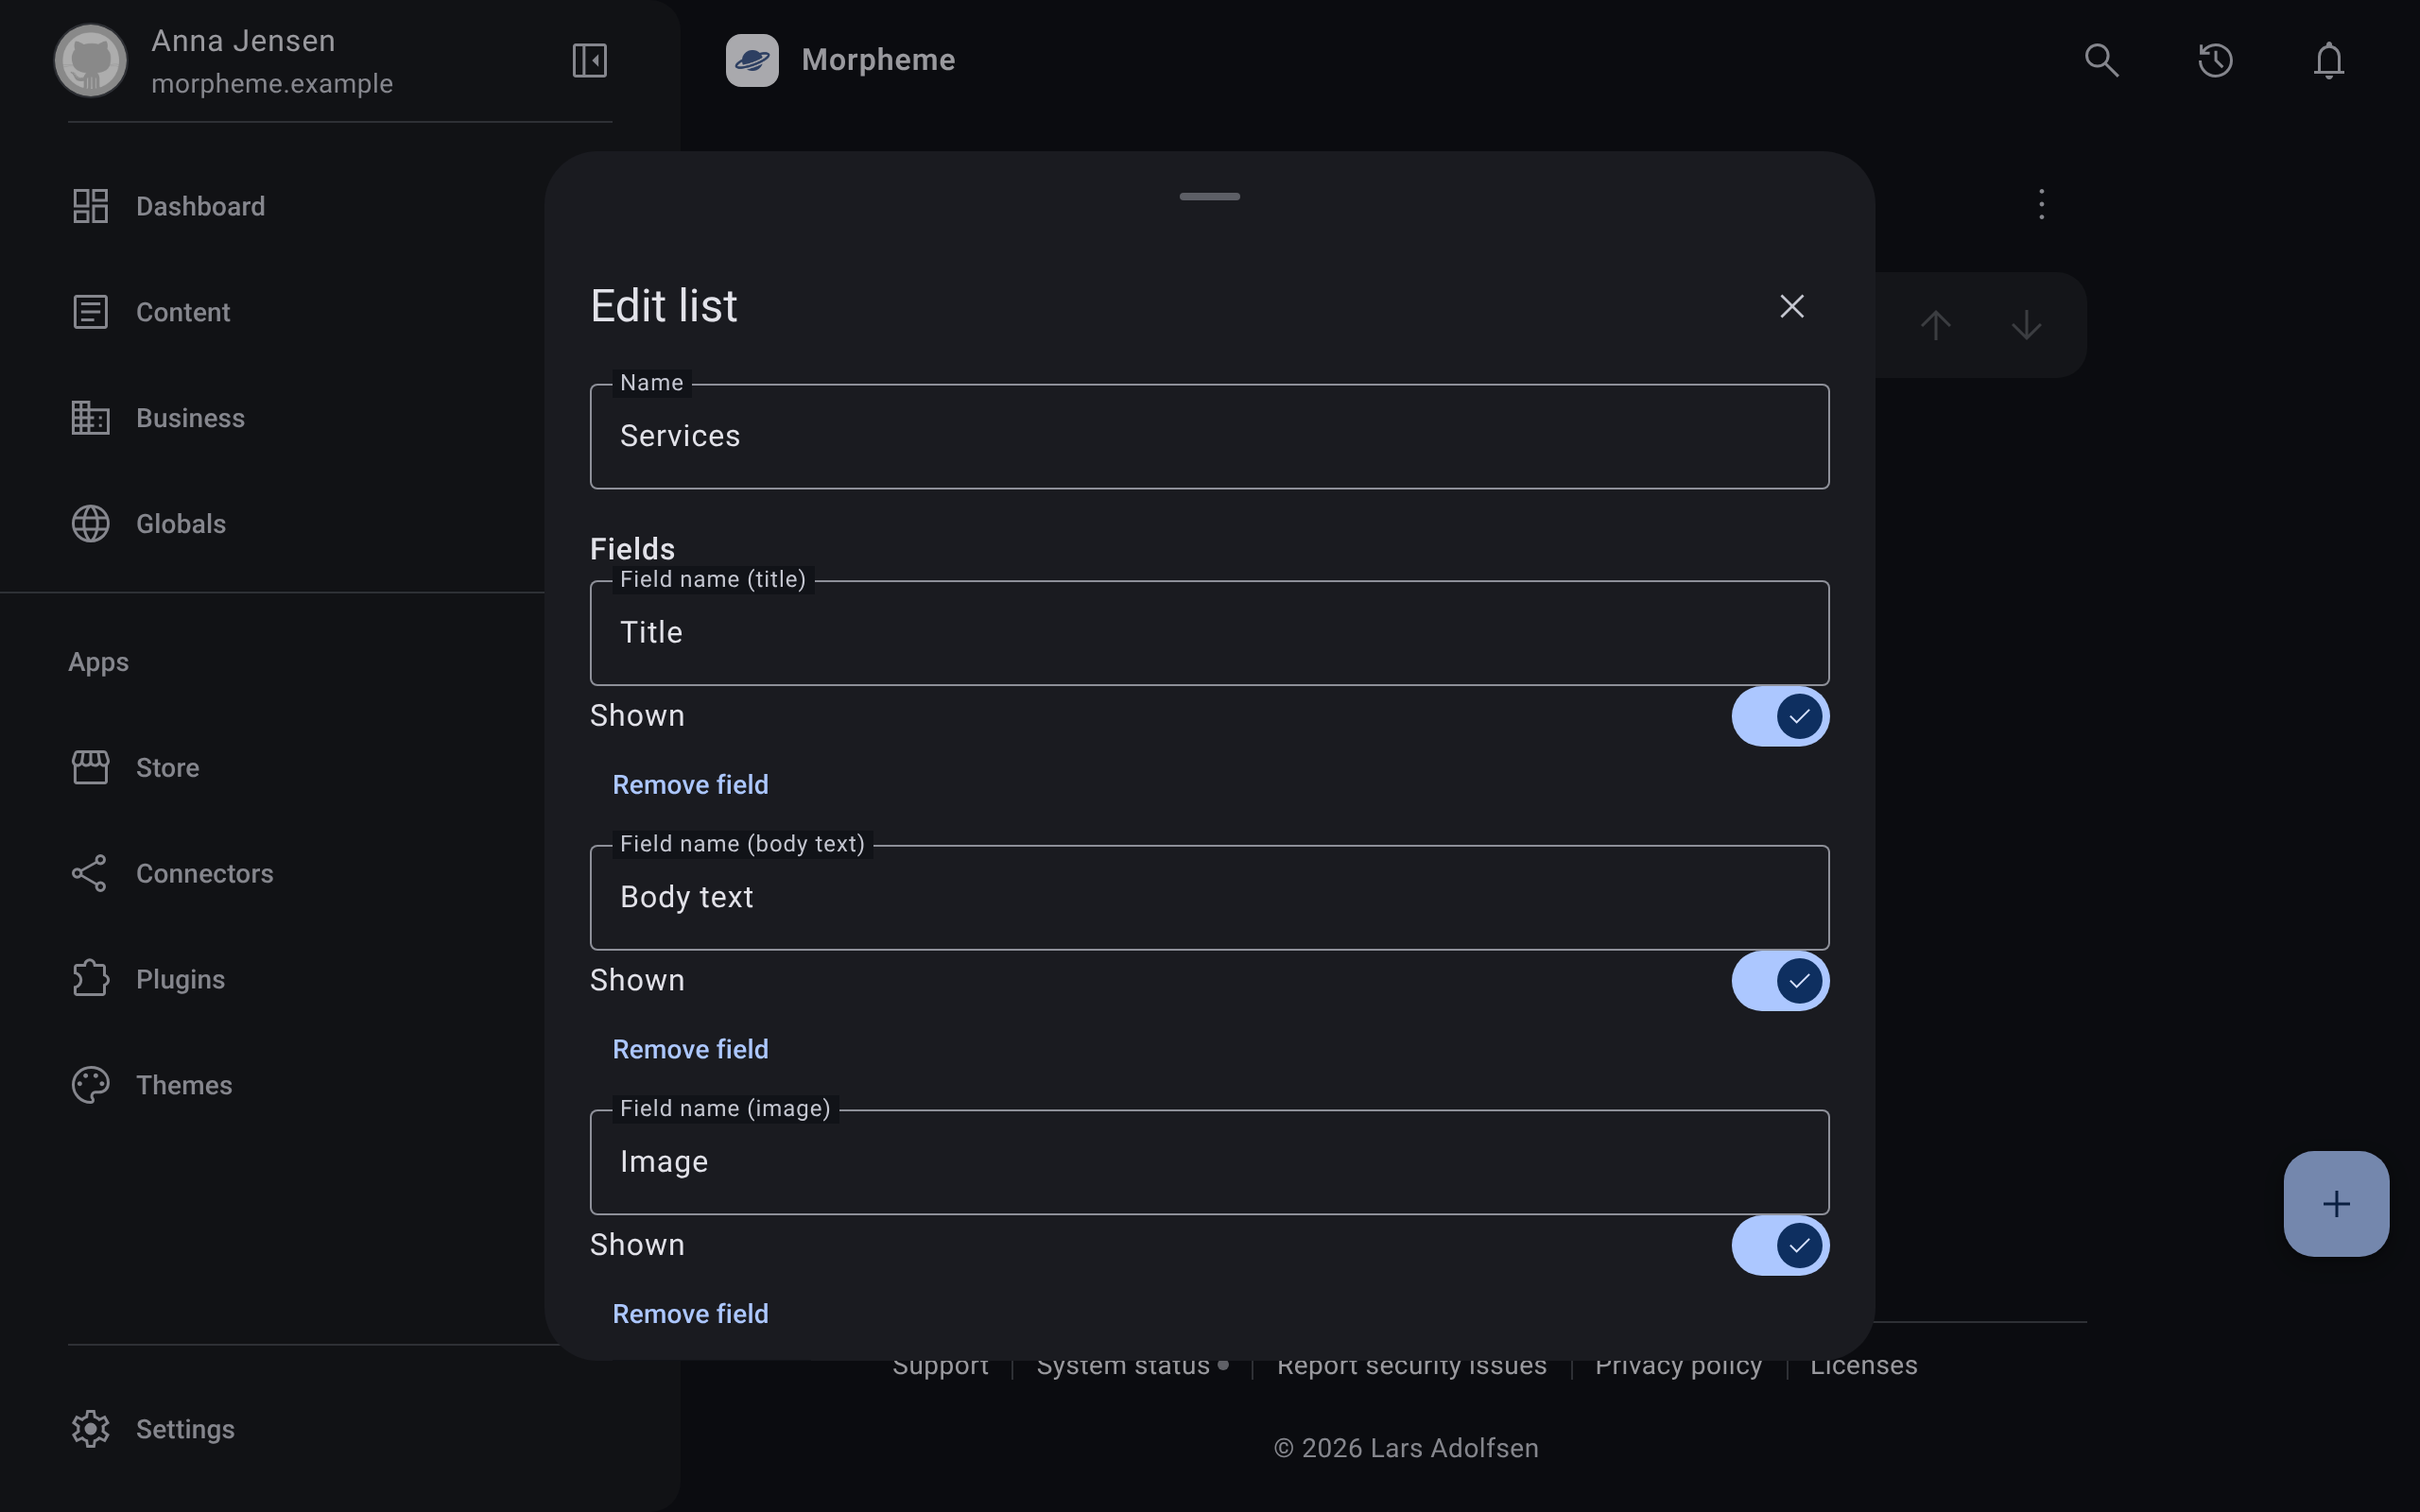 Anna Jensen
morpheme.example
Morpheme
Dashboard
Content
Business
Globals
Apps
Store
Connectors
Plugins
Themes
Settings
Edit list
Name
Services
Fields
Field name (title)
Title
Shown
Remove field
Field name (body text)
Body text
Shown
Remove field
Field name (image)
Image
Shown
Remove field
Support | System status | Report security issues | Privacy policy | Licenses
© 2026 Lars Adolfsen